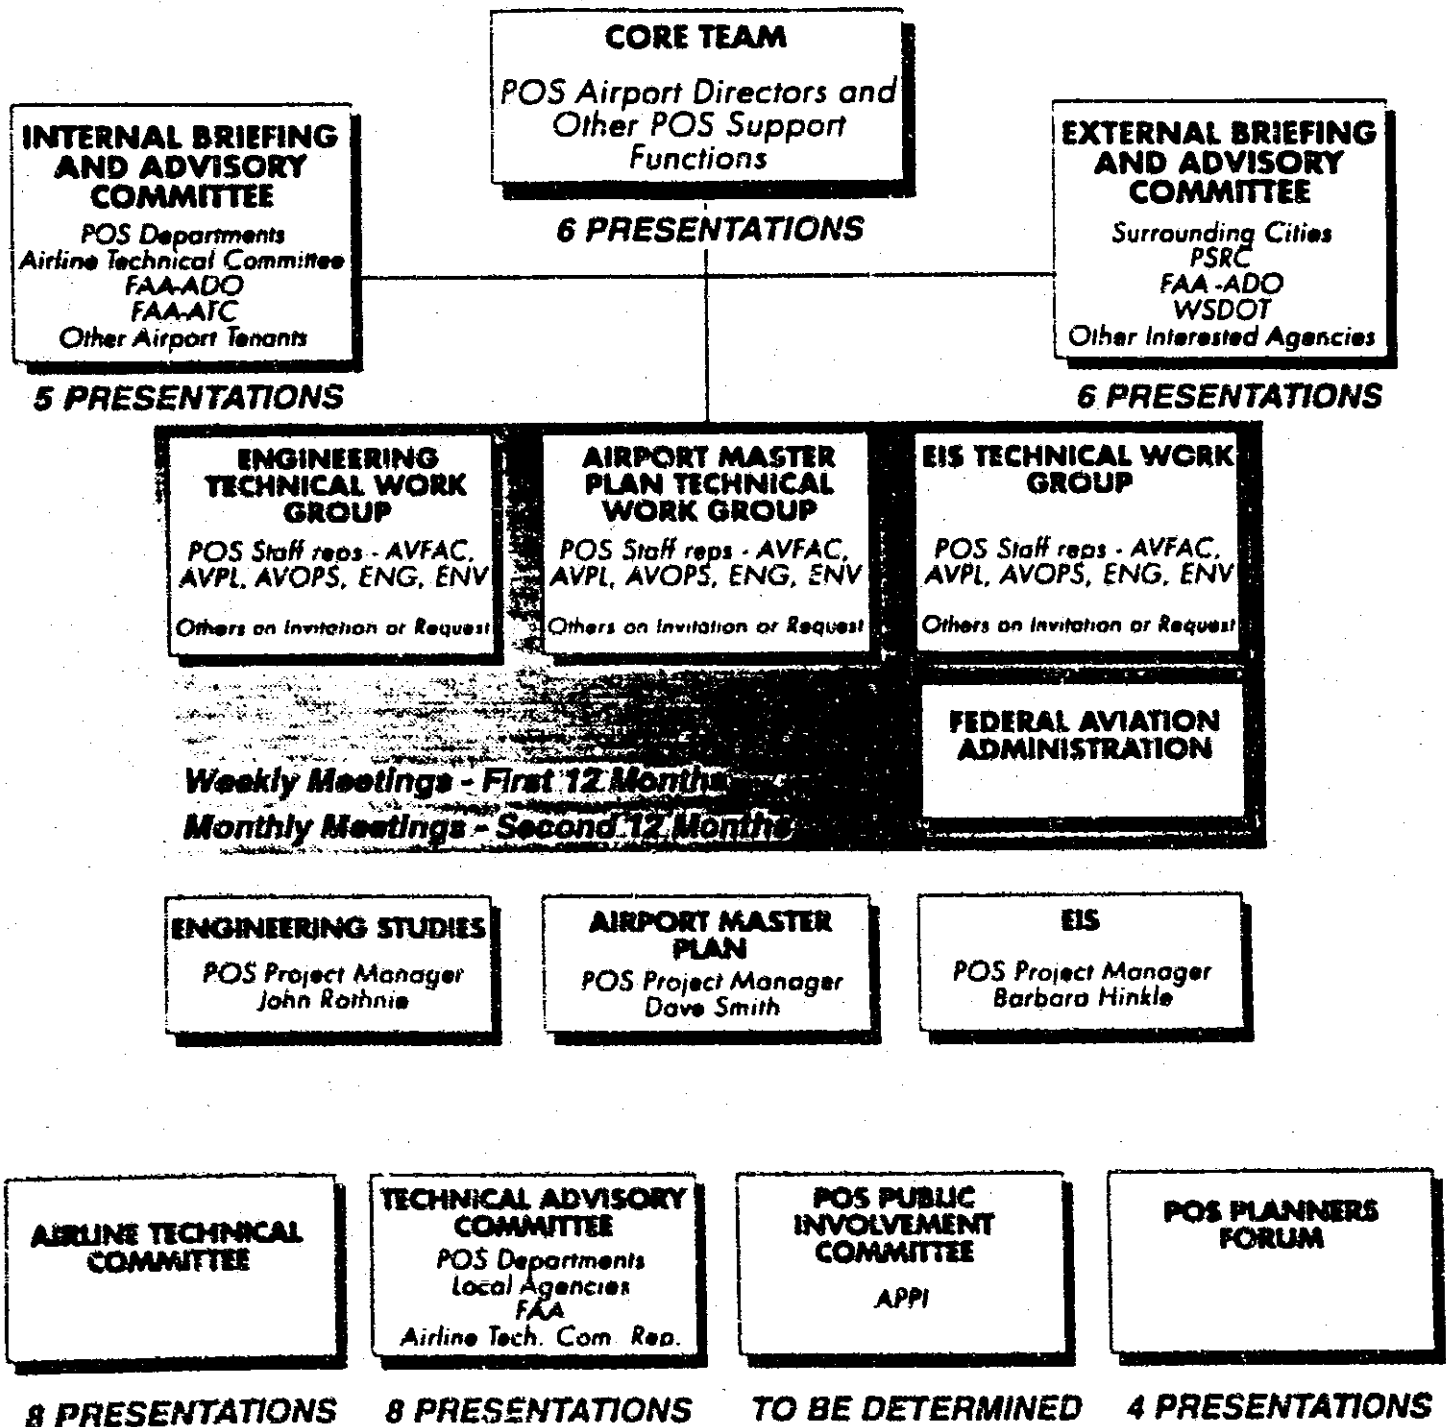 CORE TEAM
POS Airport Directors and
Other POS Support
Functions
6 PRESENTATIONS
INTERNAL BRIEFING
AND ADVISORY
COMMITTEE
POS Departments
Airline Technical Committee
FAA-ADO
FAA-ATC
Other Airport Tenants
5 PRESENTATIONS
EXTERNAL BRIEFING
AND ADVISORY
COMMITTEE
Surrounding Cities
PSRC
FAA -ADO
WSDOT
Other Interested Agencies
6 PRESENTATIONS
ENGINEERING
TECHNICAL WORK
GROUP
POS Staff reps - AVFAC,
AVPL, AVOPS, ENG, ENV
Others on Invitation or Request
AIRPORT MASTER
PLAN TECHNICAL
WORK GROUP
POS Staff reps - AVFAC,
AVPL, AVOPS, ENG, ENV
Others on Invitation or Request
EIS TECHNICAL WORK
GROUP
POS Staff reps - AVFAC,
AVPL, AVOPS, ENG, ENV
Others on Invitation or Request
FEDERAL AVIATION
ADMINISTRATION
Weekly Meetings - First 12 Months
Monthly Meetings - Second 12 Months
ENGINEERING STUDIES
POS Project Manager
John Rothnie
AIRPORT MASTER
PLAN
POS Project Manager
Dave Smith
EIS
POS Project Manager
Barbara Hinkle
AIRLINE TECHNICAL
COMMITTEE
8 PRESENTATIONS
TECHNICAL ADVISORY
COMMITTEE
POS Departments
Local Agencies
FAA
Airline Tech. Com. Rep.
8 PRESENTATIONS
POS PUBLIC
INVOLVEMENT
COMMITTEE
APPI
TO BE DETERMINED
POS PLANNERS
FORUM
4 PRESENTATIONS